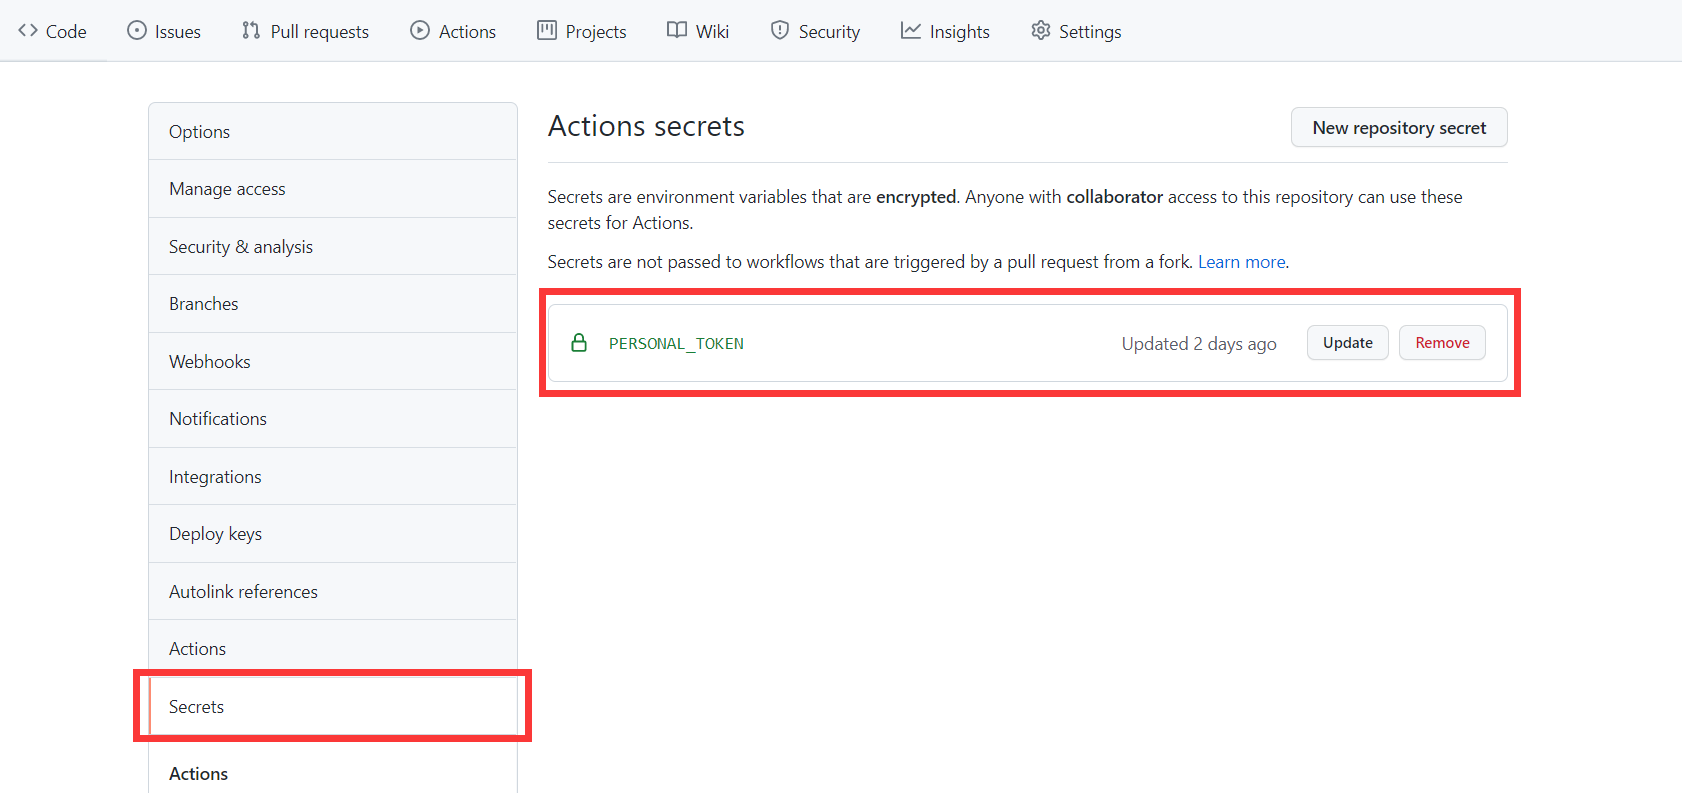 Code Issues Pull requests Actions Projects Wiki Security Insights Settings
Options
Manage access
Security & analysis
Branches
Webhooks
Notifications
Integrations
Deploy keys
Autolink references
Actions
Secrets
Actions
Actions secrets
New repository secret
Secrets are environment variables that are encrypted. Anyone with collaborator access to this repository can use these
secrets for Actions.
Secrets are not passed to workflows that are triggered by a pull request from a fork. Learn more.
PERSONAL_TOKEN Updated 2 days ago Update Remove